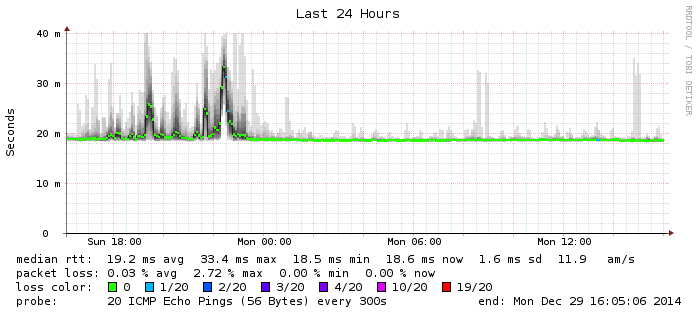 Last 24 Hours
RRDTOOL / TOBI OETIKER
Seconds
40 m
30 m
20 m
10 m
0
Sun 18:00 Mon 00:00 Mon 06:00 Mon 12:00
median rtt: 19.2 ms avg 33.4 ms max 18.5 ms min 18.6 ms now 1.6 ms sd 11.9 am/s
packet loss: 0.03 % avg 2.72 % max 0.00 % min 0.00 % now
loss color: 0 1/20 2/20 3/20 4/20 10/20 19/20
probe: 20 ICMP Echo Pings (56 Bytes) every 300s end: Mon Dec 29 16:05:06 2014